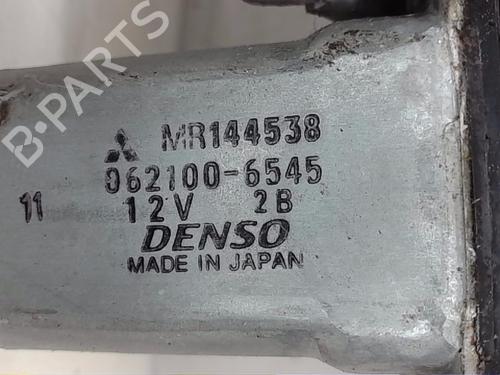 B-PARTS
MR144538
062100-6545
11 12V 2B
DENSO
MADE IN JAPAN